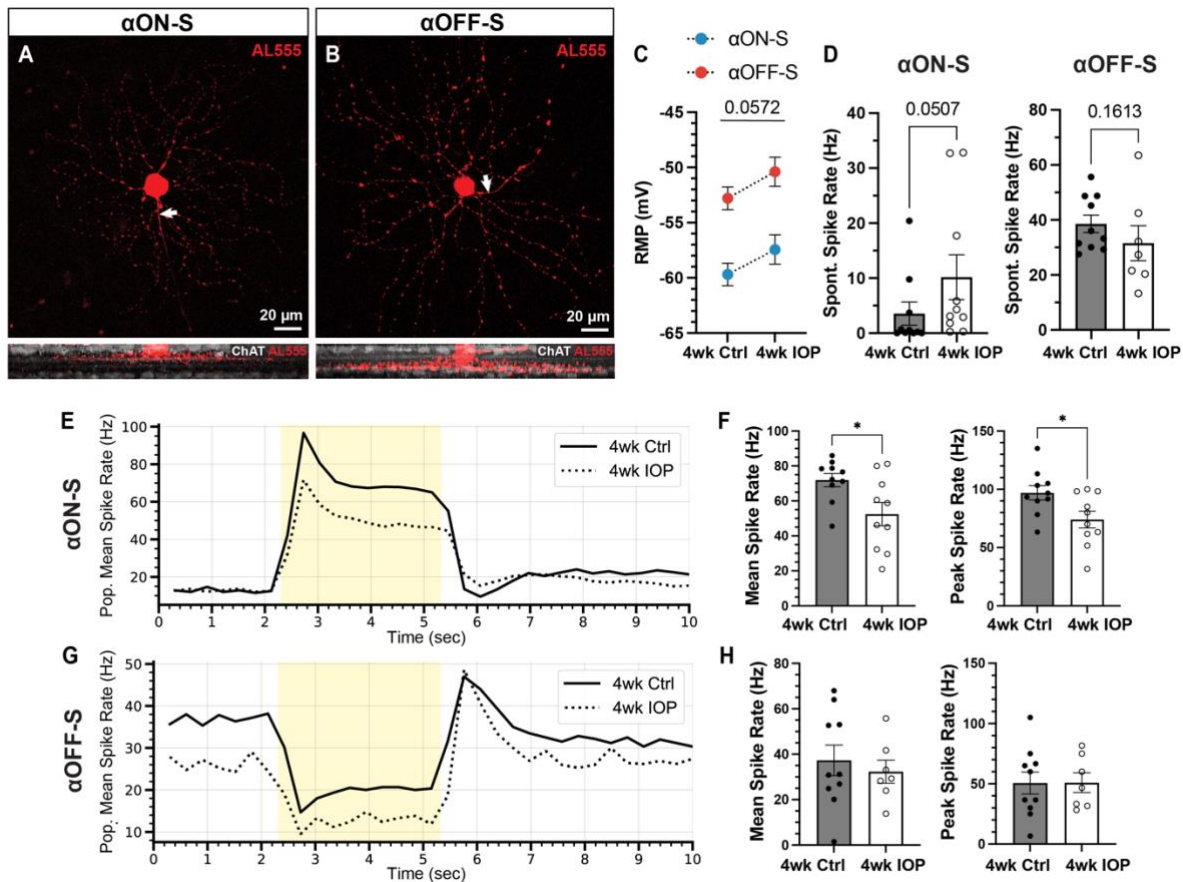 αON-S
αOFF-S
A
AL555
20 µm
ChAT AL555
B
AL555
20 µm
ChAT AL555
C
αON-S
αOFF-S
0.0572
RMP (mV)
-45
-50
-55
-60
-65
4wk Ctrl
4wk IOP
D
αON-S
0.0507
Spont. Spike Rate (Hz)
40
30
20
10
0
4wk Ctrl
4wk IOP
αOFF-S
0.1613
Spont. Spike Rate (Hz)
80
60
40
20
0
4wk Ctrl
4wk IOP
E
αON-S
Pop. Mean Spike Rate (Hz)
100
80
60
40
20
4wk Ctrl
4wk IOP
0 1 2 3 4 5 6 7 8 9 10
Time (sec)
F
*
Mean Spike Rate (Hz)
100
80
60
40
20
0
4wk Ctrl 4wk IOP
*
Peak Spike Rate (Hz)
150
100
50
0
4wk Ctrl 4wk IOP
G
αOFF-S
Pop. Mean Spike Rate (Hz)
50
40
30
20
10
4wk Ctrl
4wk IOP
0 1 2 3 4 5 6 7 8 9 10
Time (sec)
H
Mean Spike Rate (Hz)
80
60
40
20
0
4wk Ctrl 4wk IOP
Peak Spike Rate (Hz)
150
100
50
0
4wk Ctrl 4wk IOP